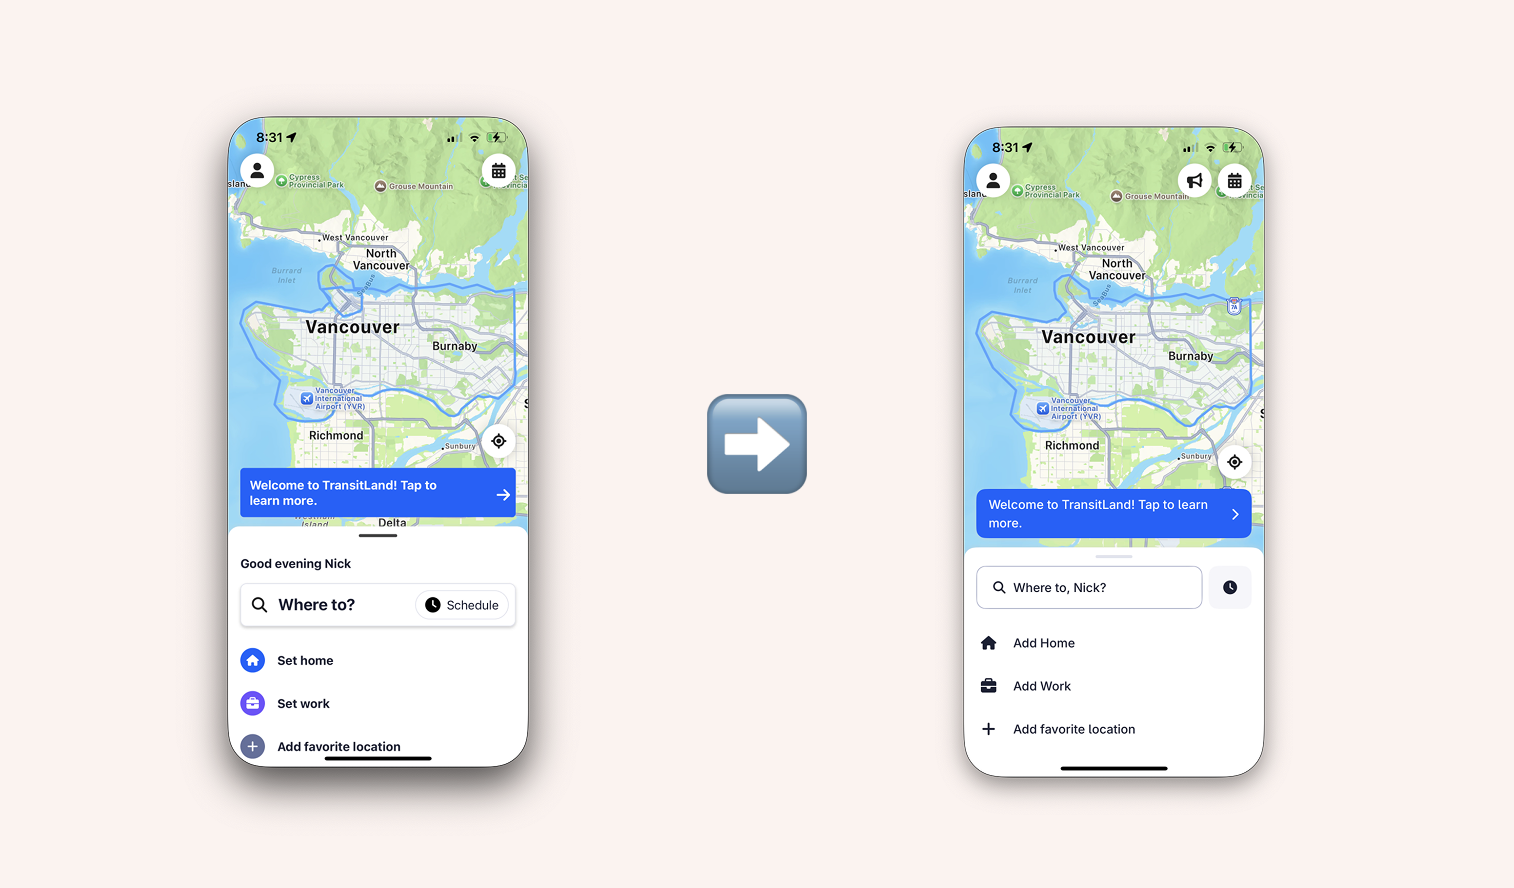 8:31
Cypress
Provincial Park
Grouse Mountain
West Vancouver
North
Vancouver
Burrard
Inlet
SeaBus
Vancouver
Burnaby
Vancouver
International
Airport (YVR)
Richmond
Sunbury
Welcome to TransitLand! Tap to
learn more.
Island
Delta
Good evening Nick
Where to?
Schedule
Set home
Set work
Add favorite location
8:31
Cypress
Provincial Park
Grouse Mountain
West Vancouver
North
Vancouver
Burrard
Inlet
SeaBus
7A
Vancouver
Burnaby
Vancouver
International
Airport (YVR)
Richmond
Sunbury
Welcome to TransitLand! Tap to learn
more.
Where to, Nick?
Add Home
Add Work
Add favorite location